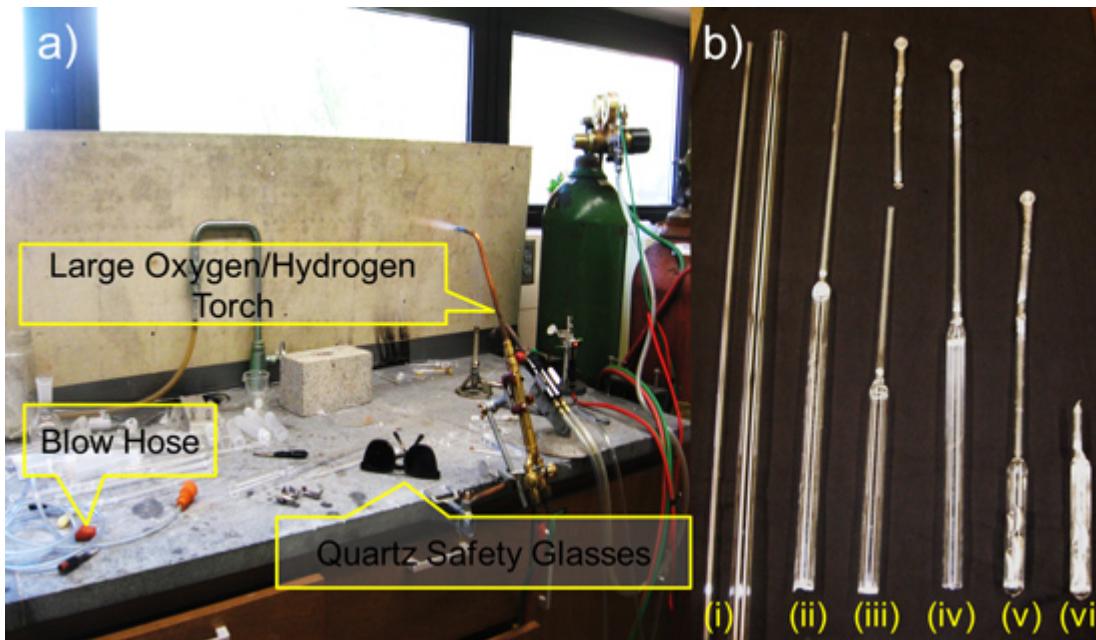 a)
Large Oxygen/Hydrogen
Torch
Blow Hose
Quartz Safety Glasses
b)
(i) (ii) (iii) (iv) (v) (vi